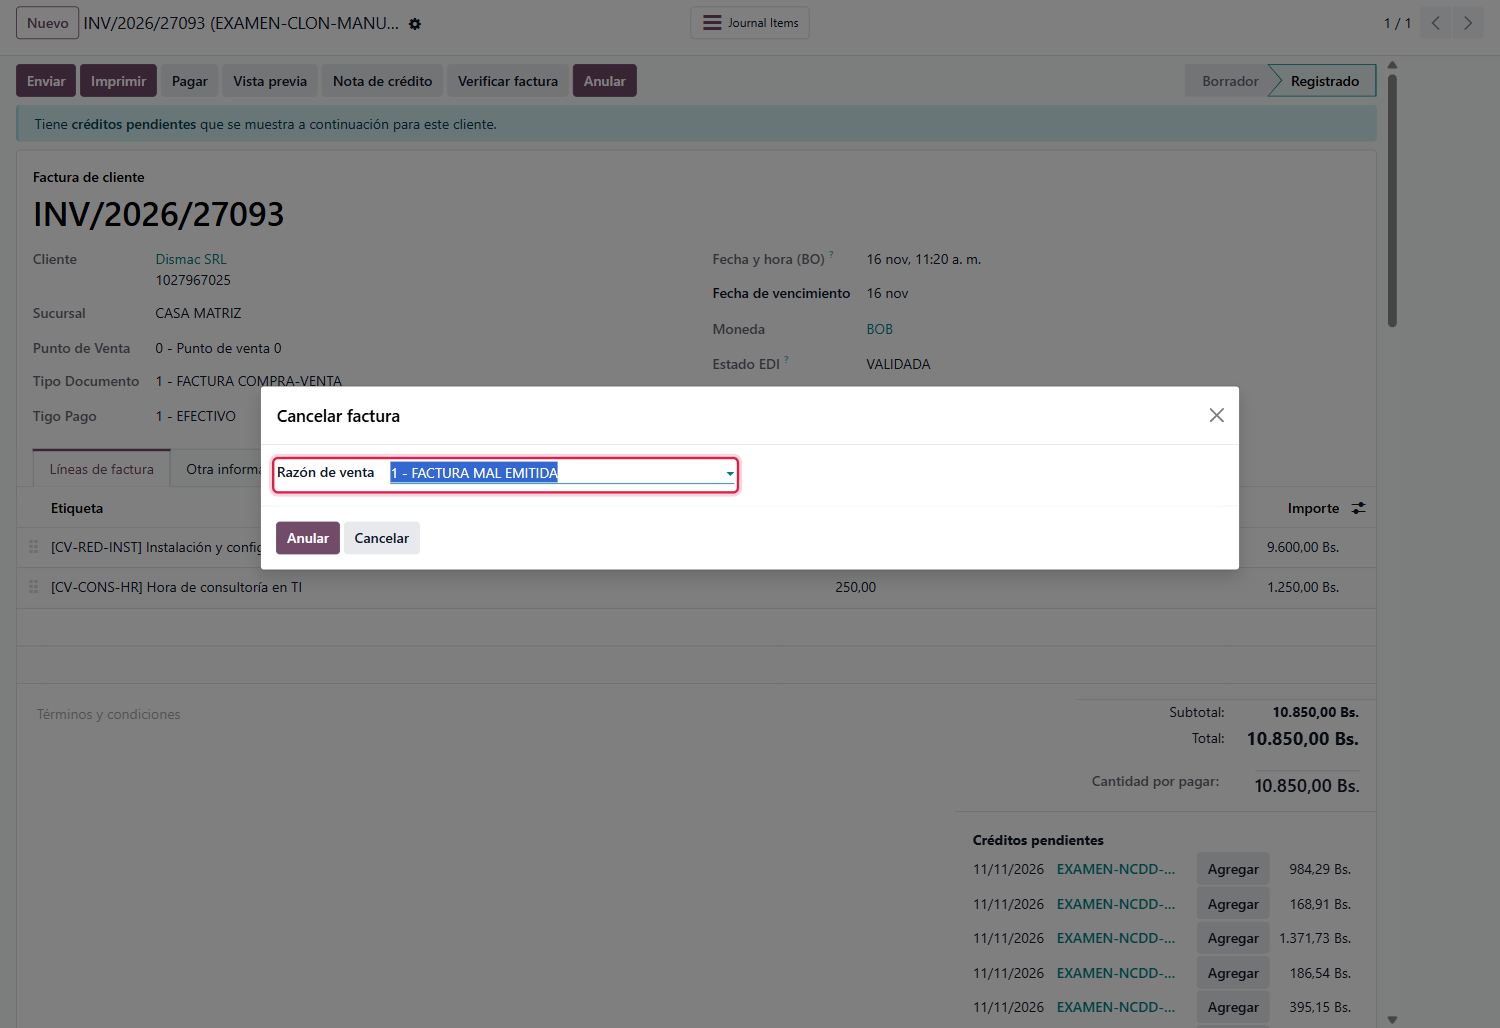 Nuevo INV/2026/27093 (EXAMEN-CLON-MANU... Journal Items 1 / 1
Enviar Imprimir Pagar Vista previa Nota de crédito Verificar factura Anular Borrador Registrado
Tiene créditos pendientes que se muestra a continuación para este cliente.
Factura de cliente
INV/2026/27093
Cliente Dismac SRL Fecha y hora (BO) ? 16 nov, 11:20 a. m.
1027967025
Fecha de vencimiento 16 nov
Sucursal CASA MATRIZ
Moneda BOB
Punto de Venta 0 - Punto de venta 0
Estado EDI ? VALIDADA
Tipo Documento 1 - FACTURA COMPRA-VENTA
Tigo Pago 1 - EFECTIVO
Cancelar factura
Líneas de factura Otra informa
Razón de venta 1 - FACTURA MAL EMITIDA
Etiqueta Importe
Anular Cancelar
[CV-RED-INST] Instalación y config 9.600,00 Bs.
[CV-CONS-HR] Hora de consultoría en TI 250,00 1.250,00 Bs.
Términos y condiciones
Subtotal: 10.850,00 Bs.
Total: 10.850,00 Bs.
Cantidad por pagar: 10.850,00 Bs.
Créditos pendientes
11/11/2026 EXAMEN-NCDD-... Agregar 984,29 Bs.
11/11/2026 EXAMEN-NCDD-... Agregar 168,91 Bs.
11/11/2026 EXAMEN-NCDD-... Agregar 1.371,73 Bs.
11/11/2026 EXAMEN-NCDD-... Agregar 186,54 Bs.
11/11/2026 EXAMEN-NCDD-... Agregar 395,15 Bs.